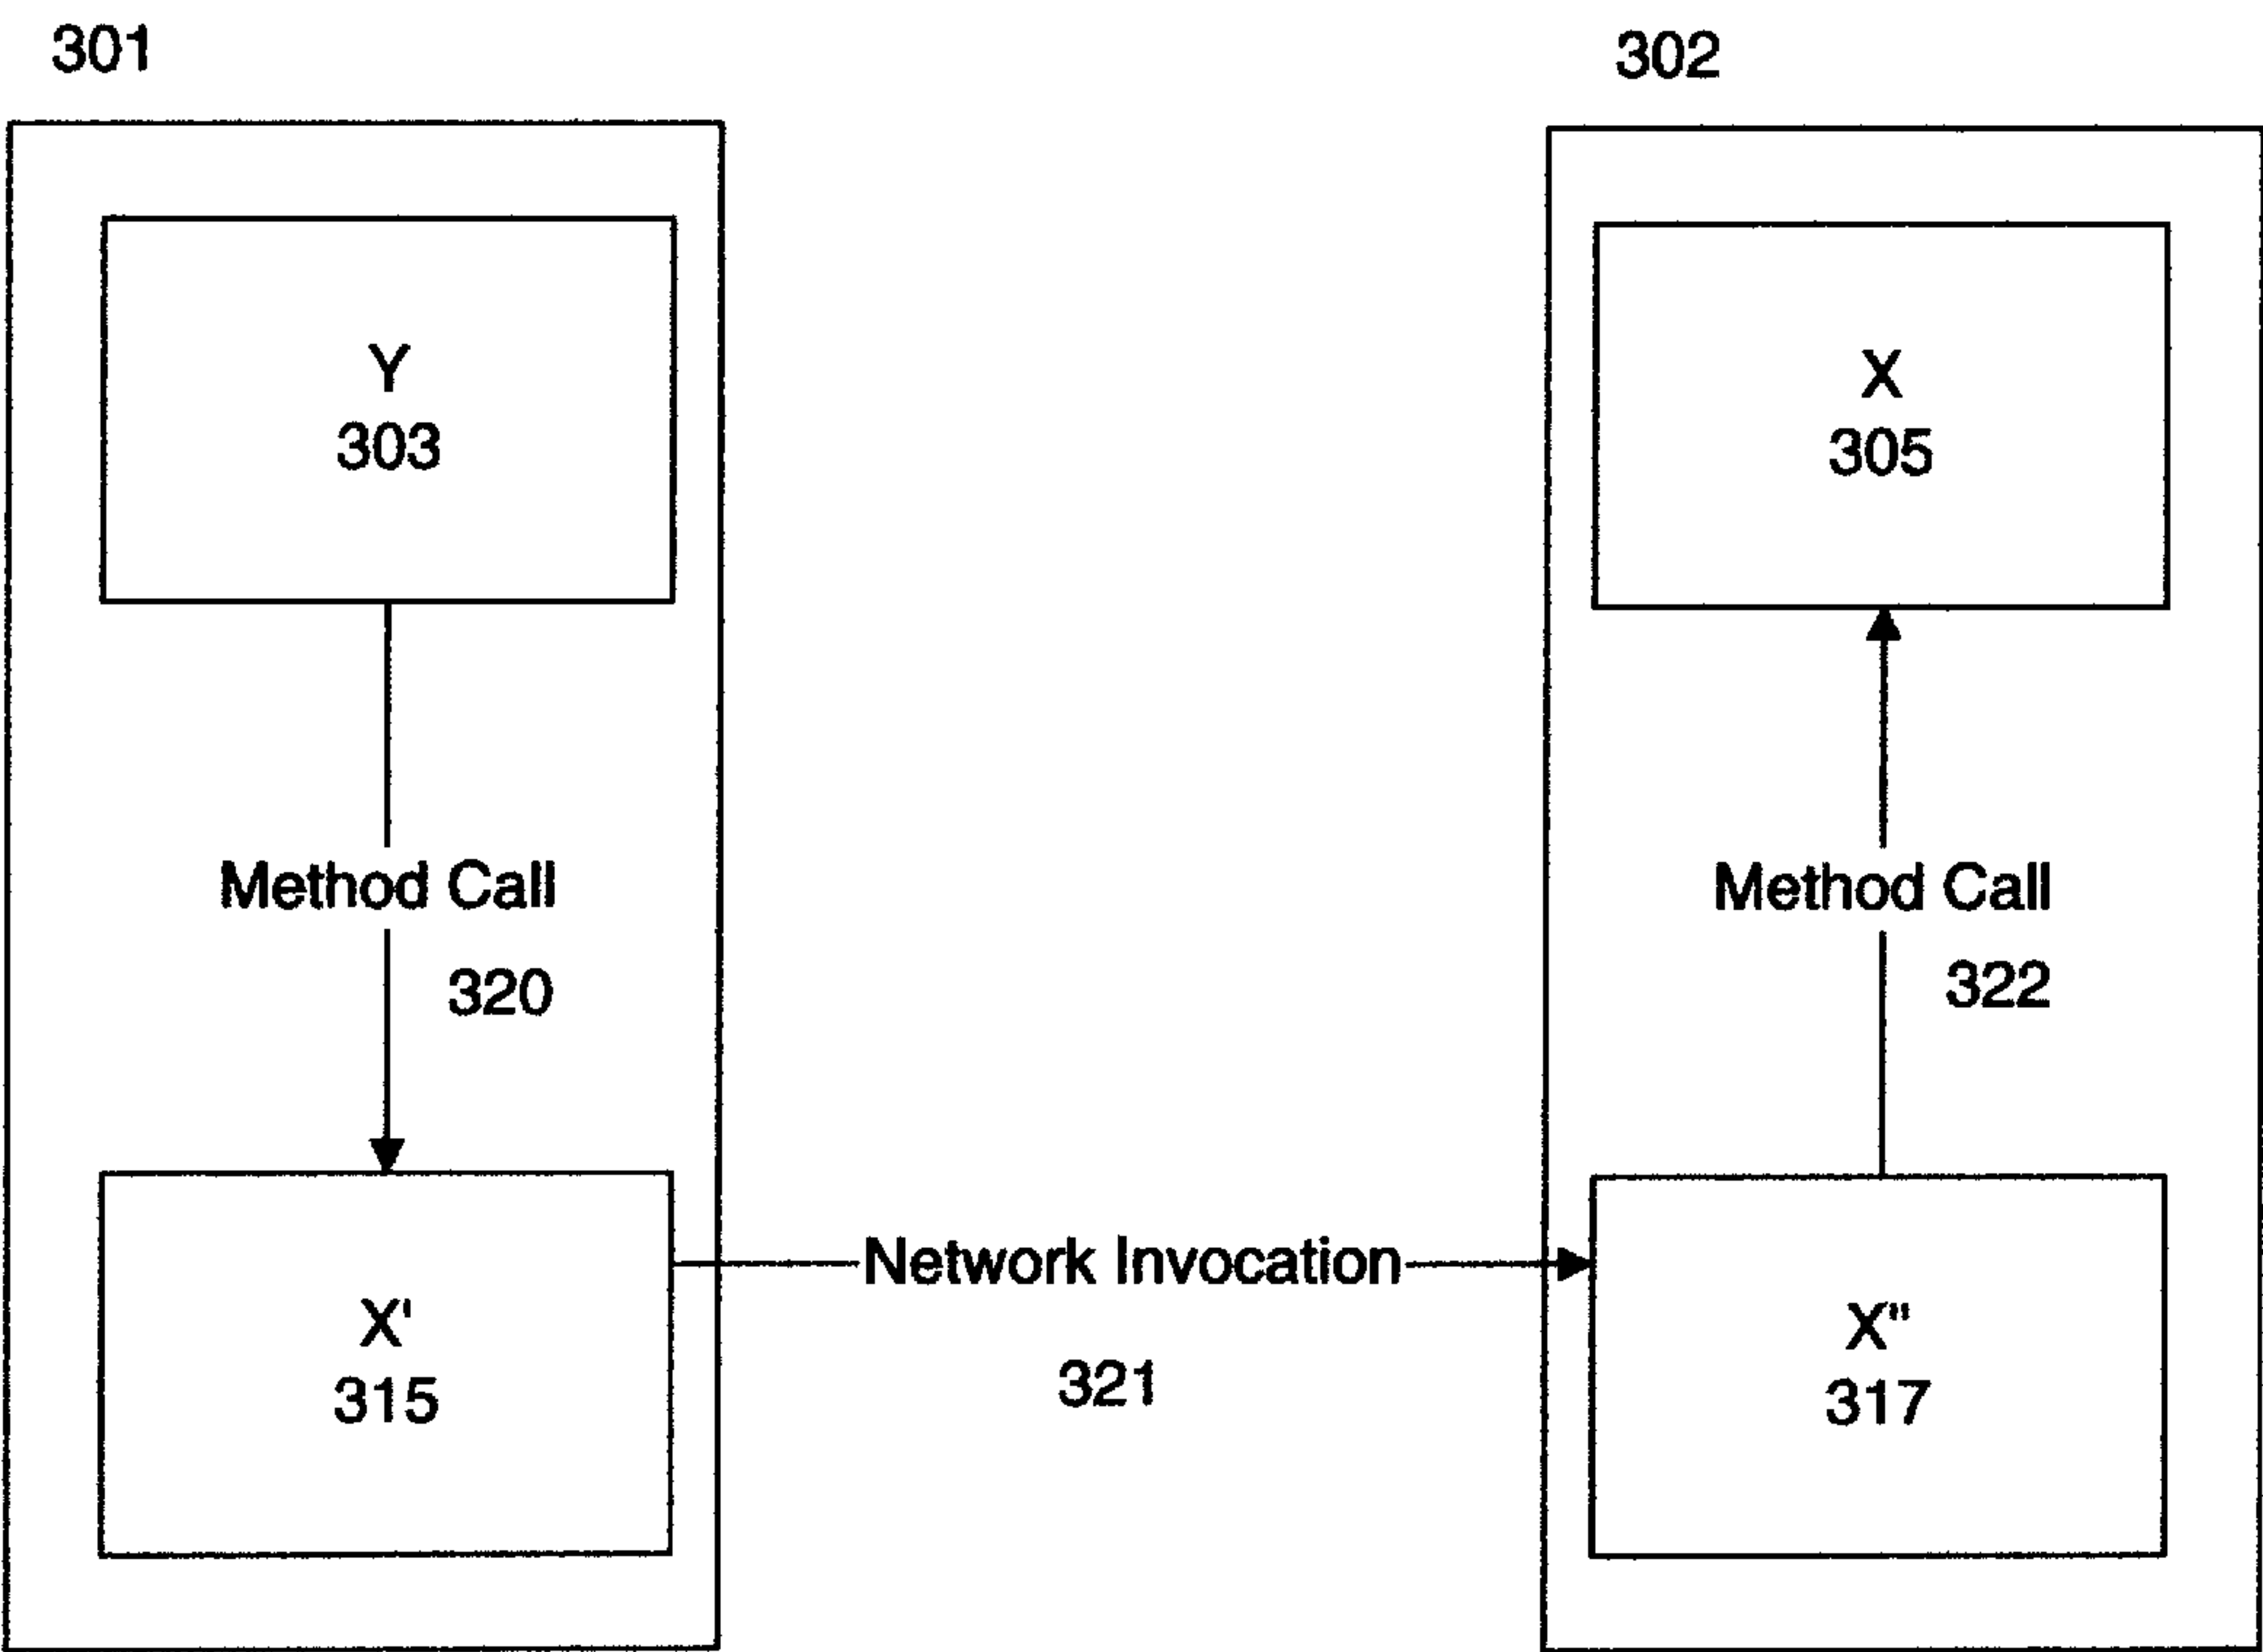 301
302
Y
303
X
305
Method Call
320
Method Call
322
X'
315
Network Invocation
321
X"
317